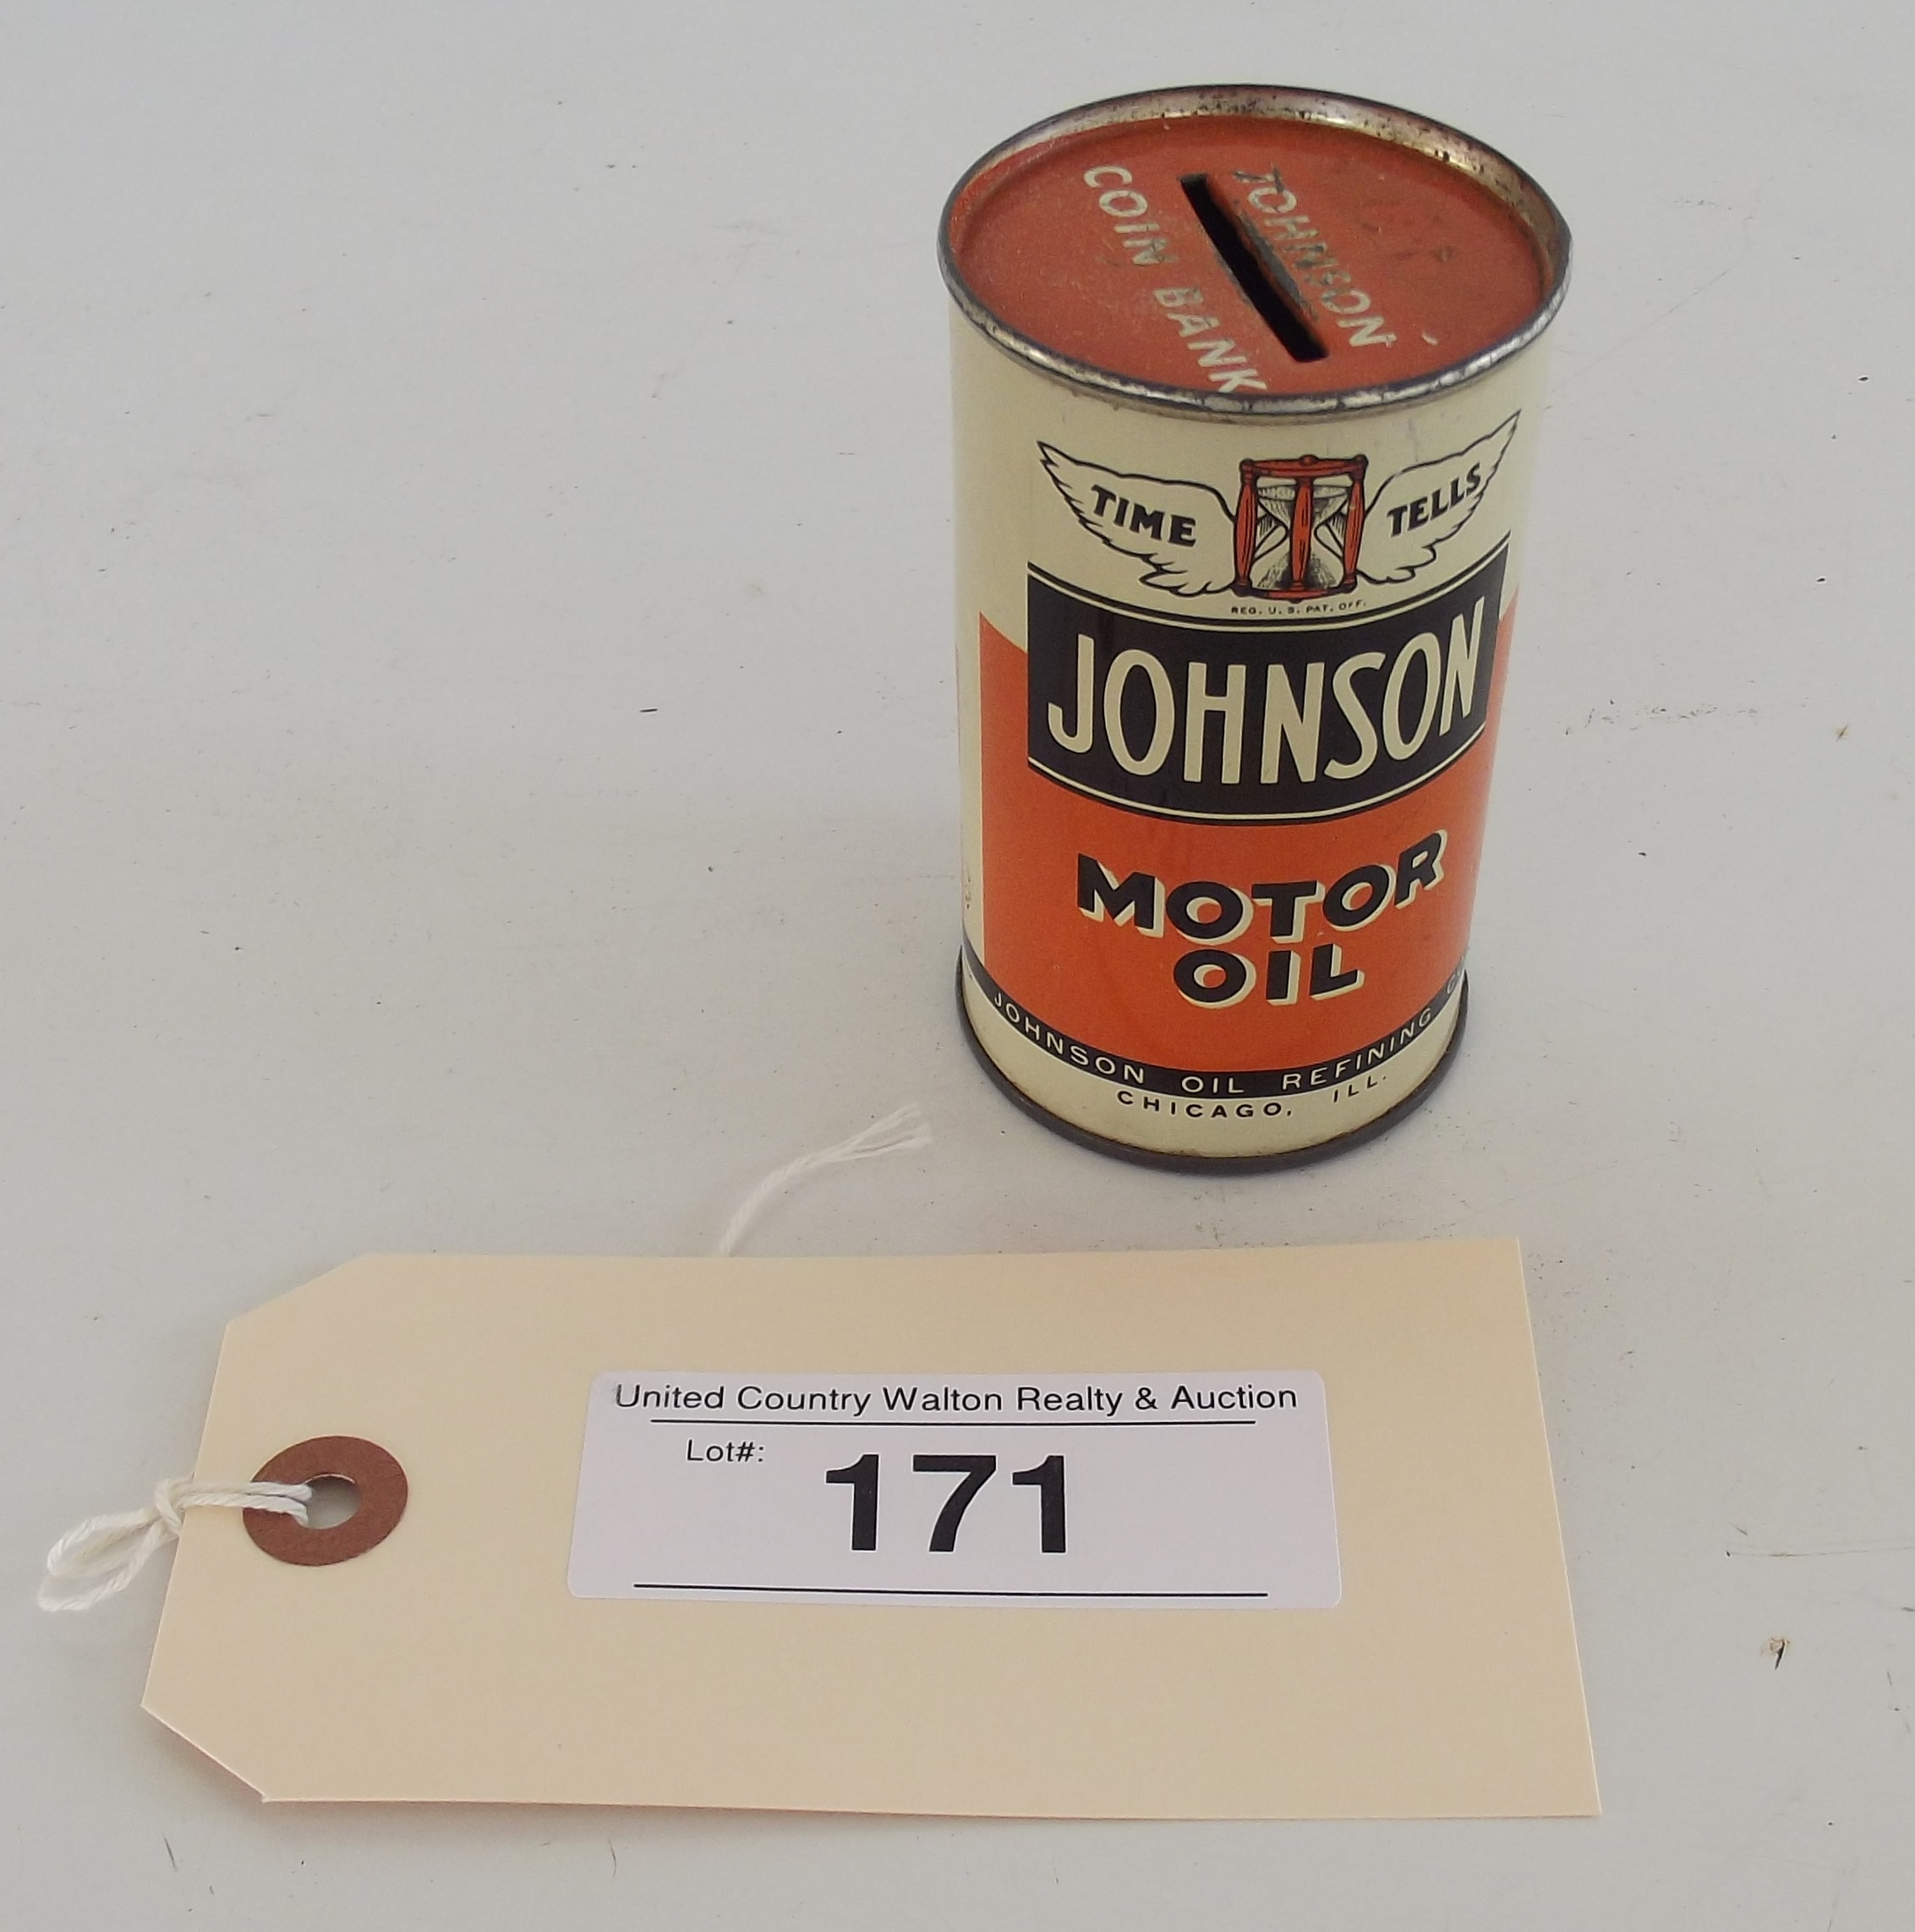 JOHNSON
COIN BANK
TIME TELLS
REG. U. S. PAT. OFF.
JOHNSON
MOTOR
OIL
JOHNSON OIL REFINING
CHICAGO, ILL.
United Country Walton Realty & Auction
Lot#: 171